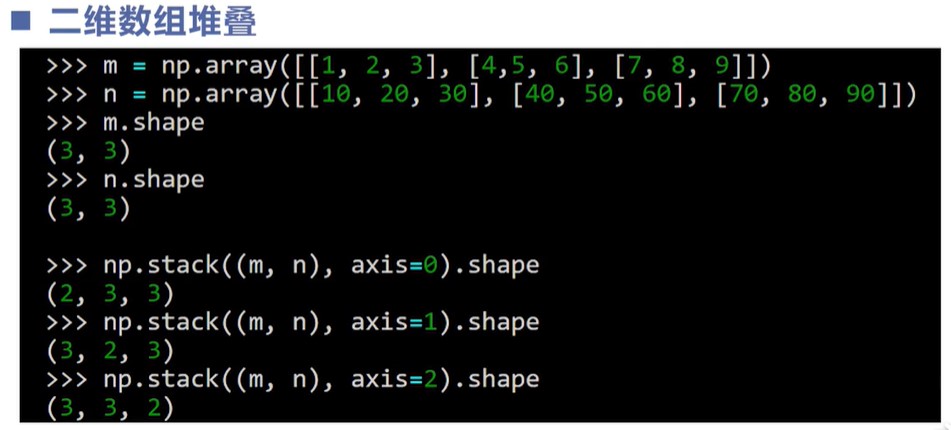 ■ 二维数组堆叠
>>> m = np.array([[1, 2, 3], [4,5, 6], [7, 8, 9]])
>>> n = np.array([[10, 20, 30], [40, 50, 60], [70, 80, 90]])
>>> m.shape
(3, 3)
>>> n.shape
(3, 3)
>>> np.stack((m, n), axis=0).shape
(2, 3, 3)
>>> np.stack((m, n), axis=1).shape
(3, 2, 3)
>>> np.stack((m, n), axis=2).shape
(3, 3, 2)